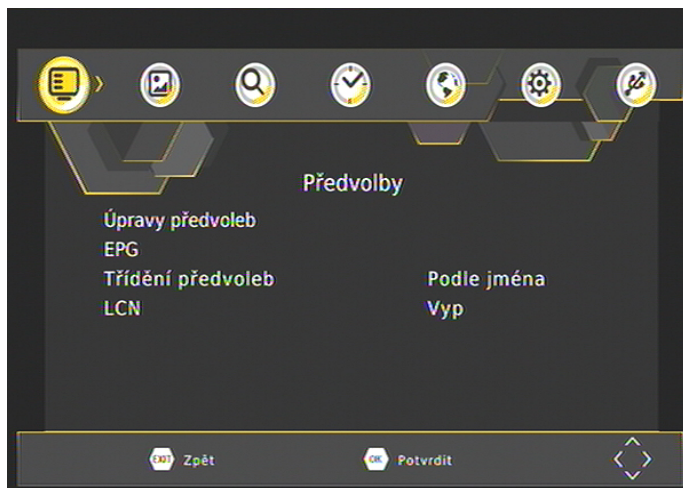 Předvolby
Úpravy předvoleb
EPG
Třídění předvoleb Podle jména
LCN Vyp
EXIT Zpět OK Potvrdit